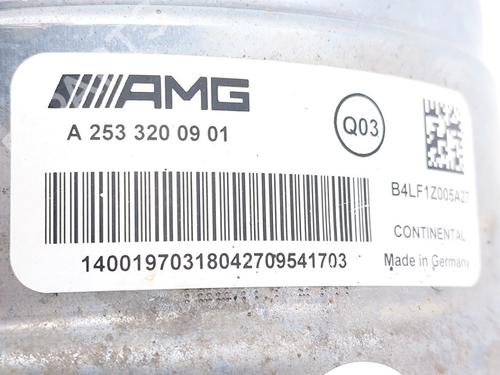 AMG
A 253 320 09 01
Q03
B4LF1Z005AZ7
CONTINENTAL
Made in Germany
14001970318042709541703